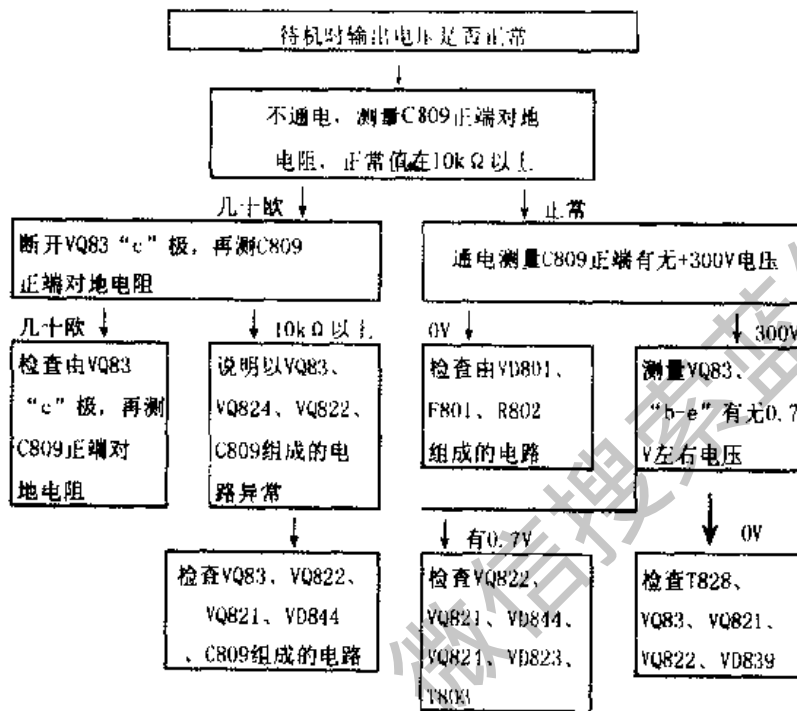 待机时输出电压是否正常
不通电，测量C809正端对地
电阻，正常值在10kΩ以上
几十欧
正常
断开VQ83 “c” 极，再测C809
正端对地电阻
通电测量C809正端有无+300V电压
几十欧
10kΩ以上
0V
300V
检查由VQ83
“c” 极，再测
C809正端对
地电阻
说明以VQ83、
VQ824、VQ822、
C809组成的电
路异常
检查由VD801、
F801、R802
组成的电路
测量VQ83、
“b-e” 有无0.7
V左右电压
有0.7V
0V
检查VQ83、VQ822、
VQ821、VD844
、C809组成的电路
检查VQ822、
VQ821、VD844、
VQ824、VD823、
T803
检查T828、
VQ83、VQ821、
VQ822、VD839
微信搜索蓝